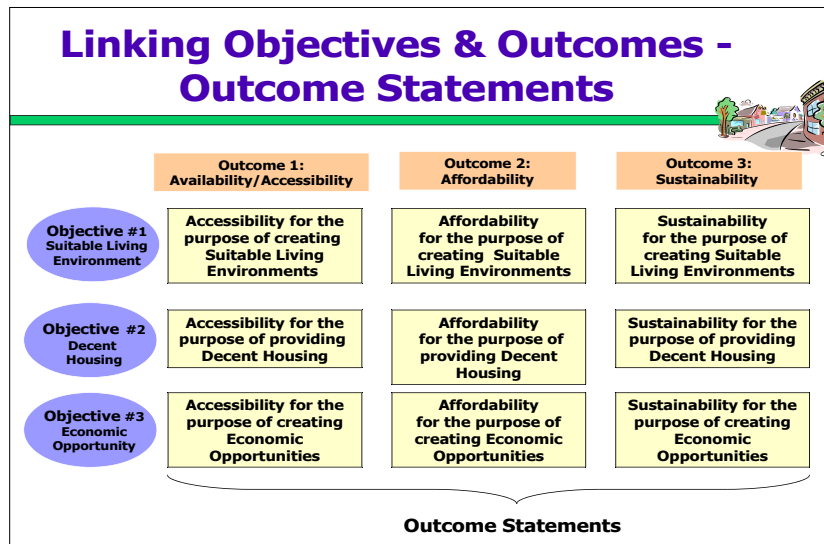 Linking Objectives & Outcomes -
Outcome Statements
Outcome 1:
Availability/Accessibility
Outcome 2:
Affordability
Outcome 3:
Sustainability
Objective #1
Suitable Living
Environment
Accessibility for the
purpose of creating
Suitable Living
Environments
Affordability
for the purpose of
creating Suitable
Living Environments
Sustainability
for the purpose of
creating Suitable
Living Environments
Objective #2
Decent
Housing
Accessibility for the
purpose of providing
Decent Housing
Affordability
for the purpose of
providing Decent
Housing
Sustainability for the
purpose of providing
Decent Housing
Objective #3
Economic
Opportunity
Accessibility for the
purpose of creating
Economic
Opportunities
Affordability
for the purpose of
creating Economic
Opportunities
Sustainability for the
purpose of creating
Economic
Opportunities
Outcome Statements